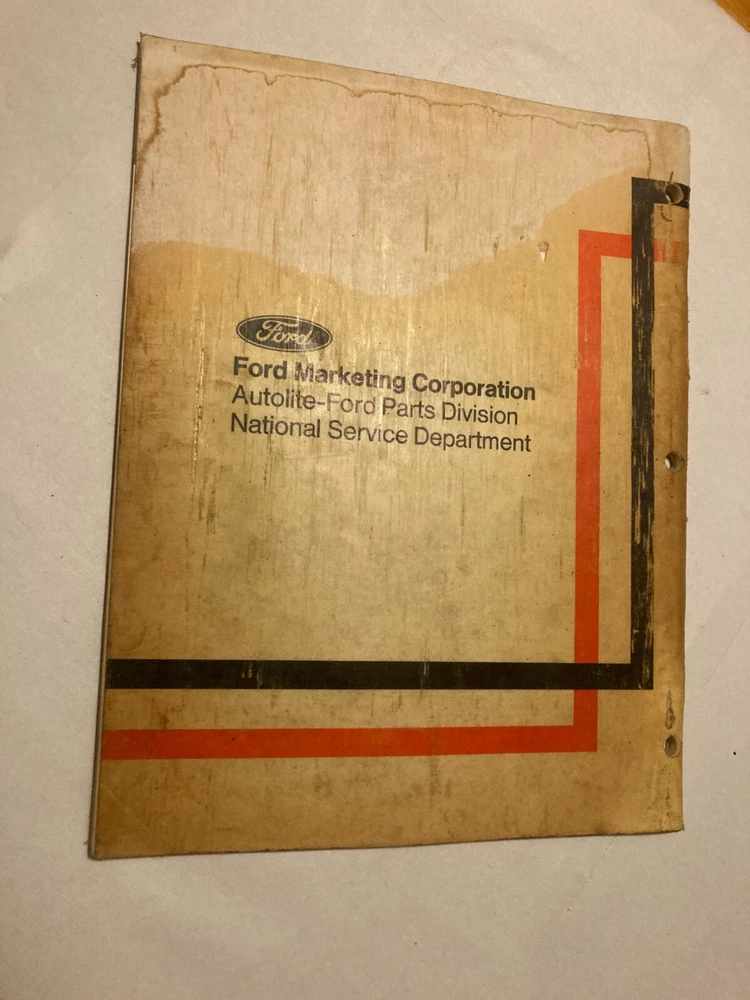 Ford
Ford Marketing Corporation
Autolite-Ford Parts Division
National Service Department